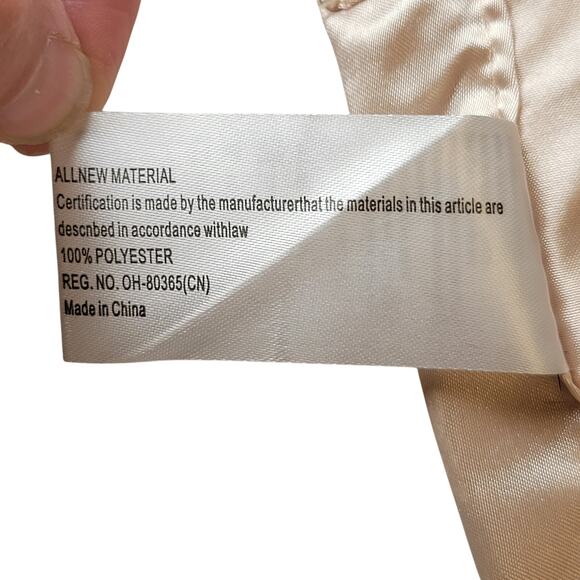 ALLNEW MATERIAL
Certification is made by the manufacturerthat the materials in this article are
descnbed in accordance withlaw
100% POLYESTER
REG. NO. OH-80365(CN)
Made in China